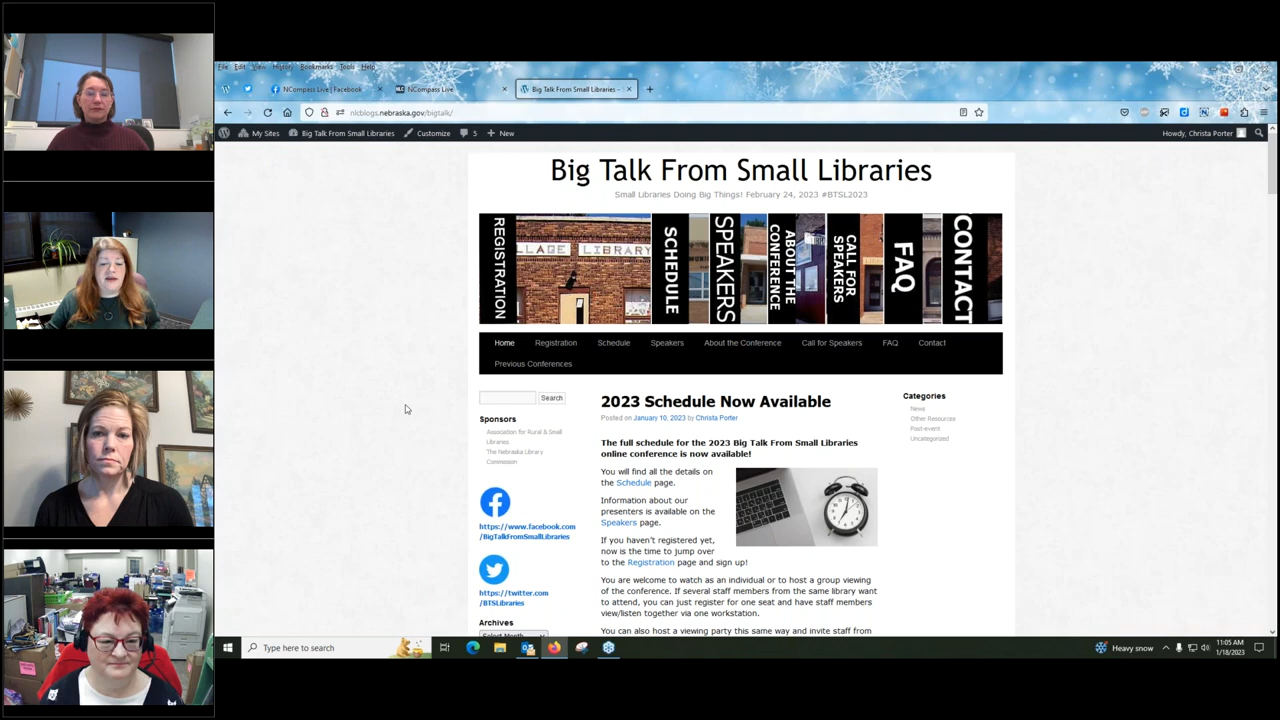 File Edit View History Bookmarks Tools Help
NCompass Live | Facebook
NCompass Live
Big Talk From Small Libraries –
nlcblogs.nebraska.gov/bigtalk/
My Sites
Big Talk From Small Libraries
Customize
5
New
Howdy, Christa Porter
Big Talk From Small Libraries
Small Libraries Doing Big Things! February 24, 2023 #BTSL2023
REGISTRATION
LAGE LIBRARY
SCHEDULE
SPEAKERS
ABOUT THE
CONFERENCE
CALL FOR
SPEAKERS
FAQ
CONTACT
Home Registration Schedule Speakers About the Conference Call for Speakers FAQ Contact
Previous Conferences
Search
Sponsors
Association for Rural & Small
Libraries
The Nebraska Library
Commission
https://www.facebook.com
/BigTalkFromSmallLibraries
https://twitter.com
/BTSLibraries
Archives
Select Month
2023 Schedule Now Available
Posted on January 10, 2023 by Christa Porter
The full schedule for the 2023 Big Talk From Small Libraries
online conference is now available!
You will find all the details on
the Schedule page.
Information about our
presenters is available on the
Speakers page.
If you haven't registered yet,
now is the time to jump over
to the Registration page and sign up!
You are welcome to watch as an individual or to host a group viewing
of the conference. If several staff members from the same library want
to attend, you can just register for one seat and have staff members
view/listen together via one workstation.
You can also host a viewing party this same way and invite staff from
Categories
News
Other Resources
Post-event
Uncategorized
Type here to search
Heavy snow
11:05 AM
1/18/2023